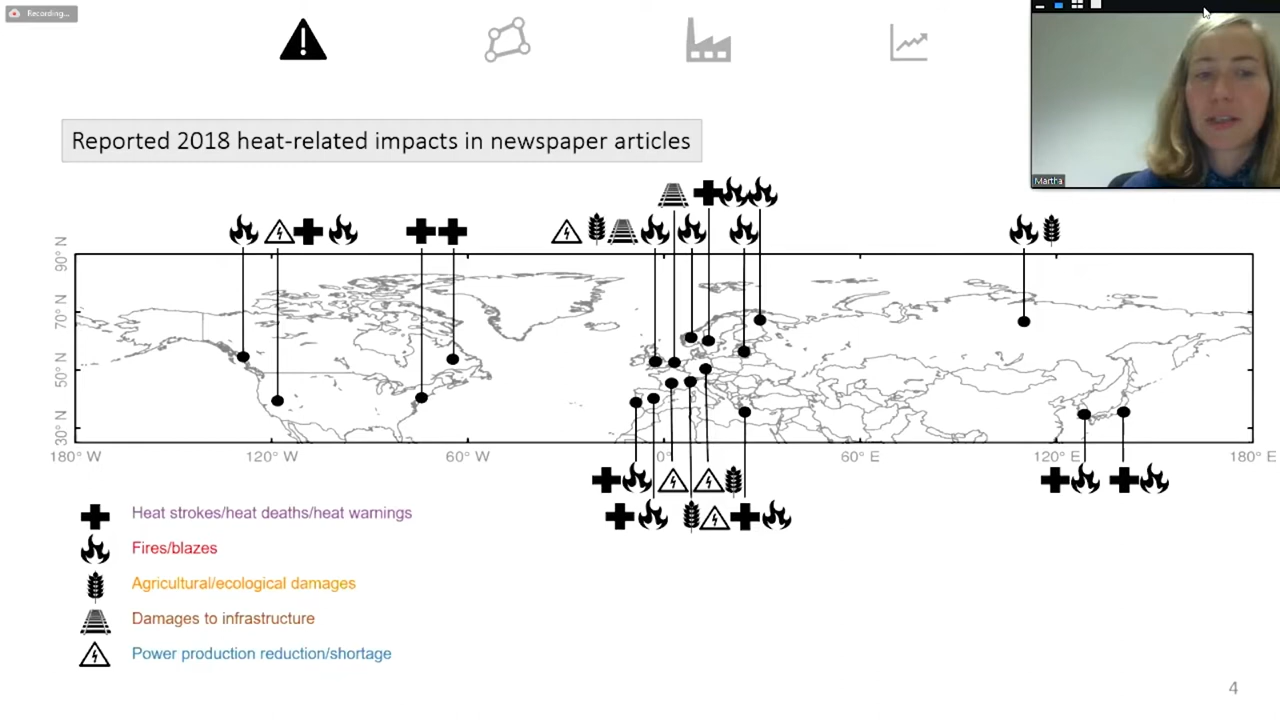 Recording...
Martha
Reported 2018 heat-related impacts in newspaper articles
90° N
70° N
50° N
30° N
180° W
120° W
60° W
0°
60° E
120° E
180° E
Heat strokes/heat deaths/heat warnings
Fires/blazes
Agricultural/ecological damages
Damages to infrastructure
Power production reduction/shortage
4